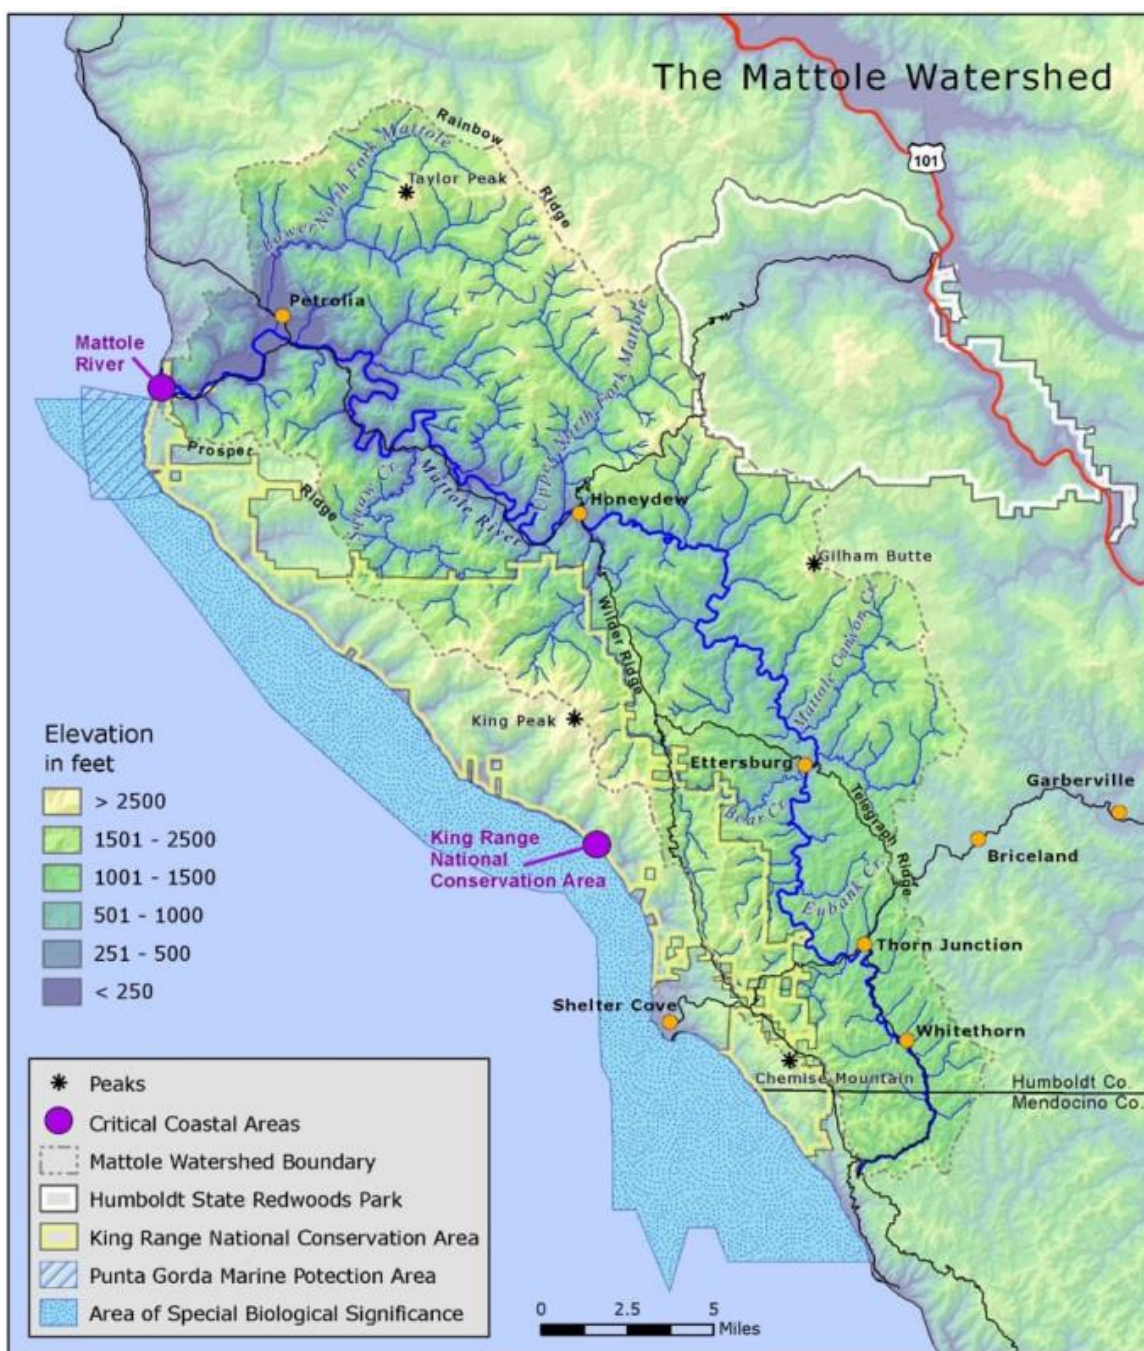 The Mattole Watershed
101
Rainbow
Ridge
Lower North Fork Mattole
Taylor Peak
Petrolia
Mattole
River
Upper North Fork Mattole
Prosper
Ridge
Squaw Cr.
Mattole River
Honeydew
Gilham Butte
Wilder Ridge
Mattole Canyon Cr.
King Peak
Ettersburg
Bear Cr.
Telegraph Ridge
Garberville
Briceland
King Range
National
Conservation Area
Eubank Cr.
Thorn Junction
Shelter Cove
Whitethorn
Chemise Mountain
Humboldt Co.
Mendocino Co.
Elevation
in feet
> 2500
1501 - 2500
1001 - 1500
501 - 1000
251 - 500
< 250
Peaks
Critical Coastal Areas
Mattole Watershed Boundary
Humboldt State Redwoods Park
King Range National Conservation Area
Punta Gorda Marine Potection Area
Area of Special Biological Significance
0 2.5 5
Miles